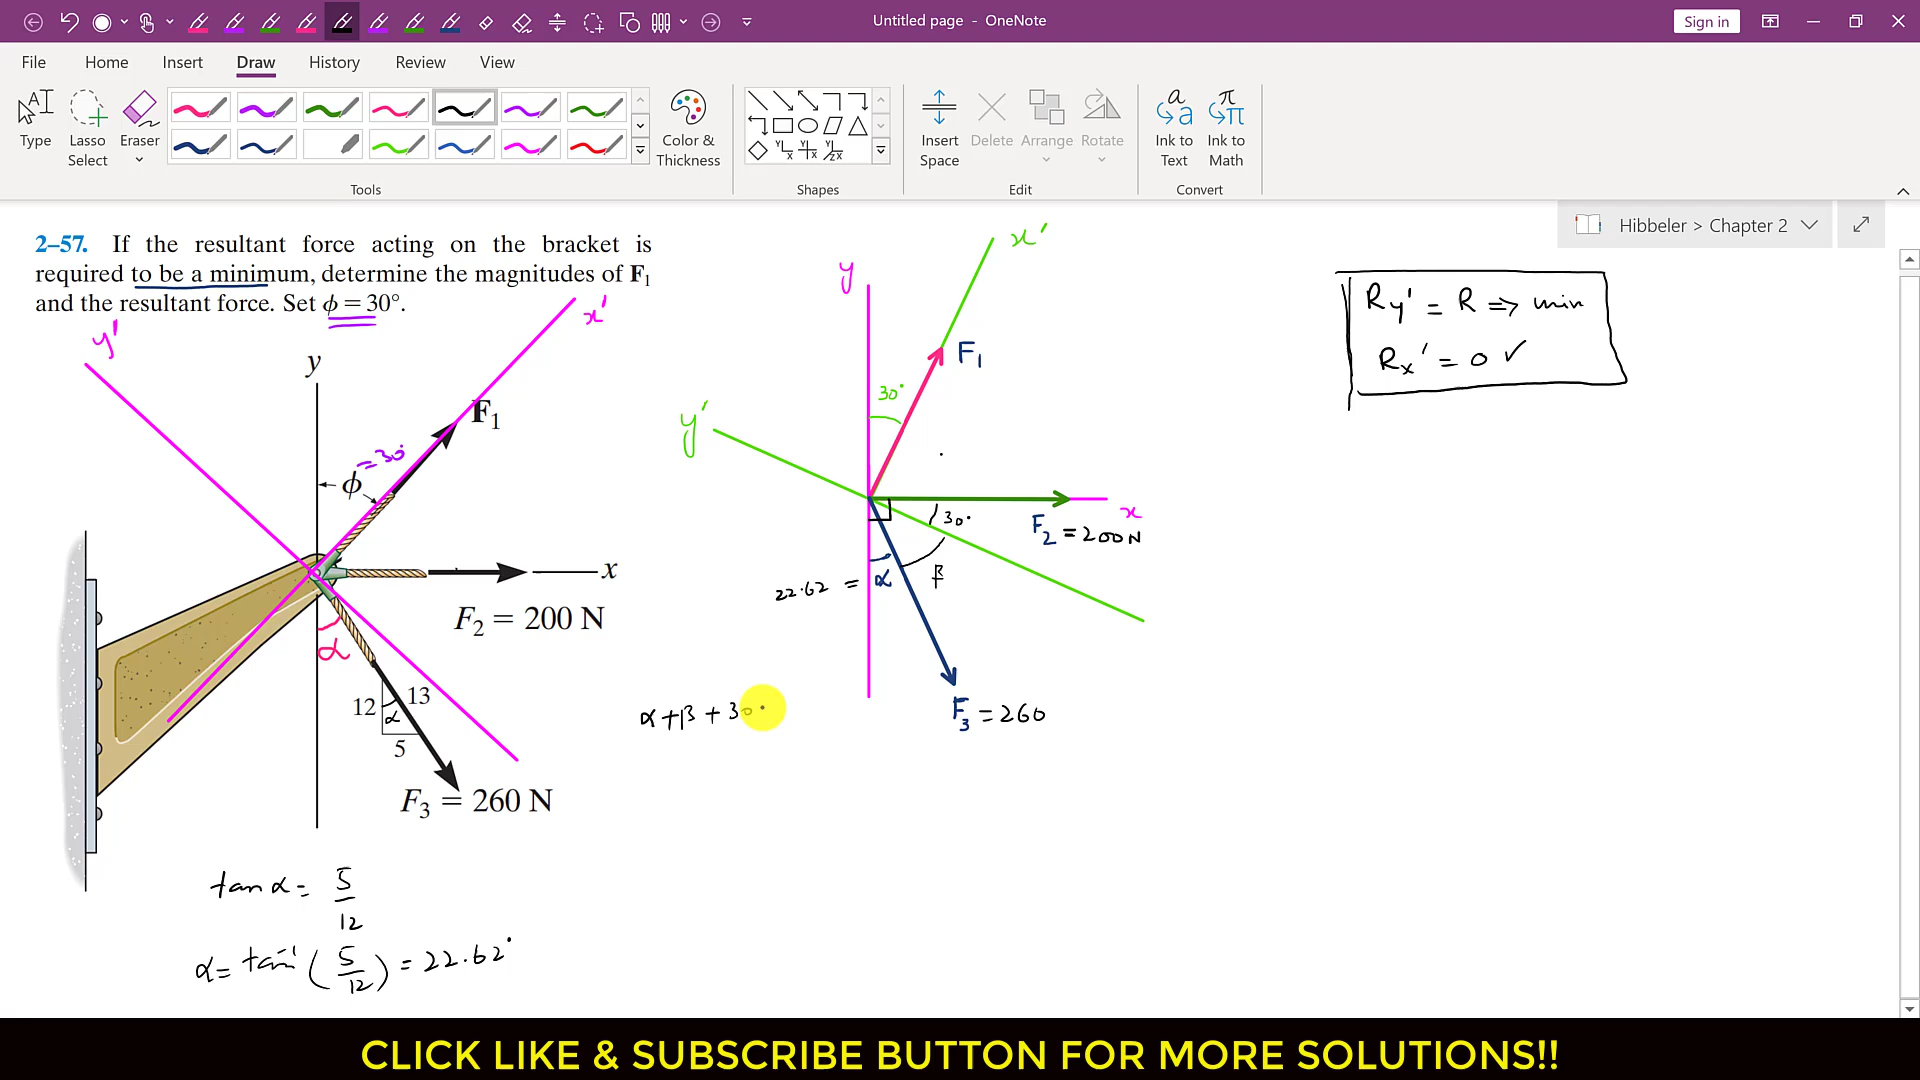 Untitled page - OneNote
Sign in
File Home Insert Draw History Review View
Type
Lasso Select
Eraser
Color & Thickness
Insert Space
Delete
Arrange
Rotate
Ink to Text
Ink to Math
Tools
Shapes
Edit
Convert
Hibbeler > Chapter 2
2–57. If the resultant force acting on the bracket is
required to be a minimum, determine the magnitudes of F1
and the resultant force. Set ϕ = 30°.
y'
x'
y
F1
ϕ = 30°
x
F2 = 200 N
α
12
13
α
5
F3 = 260 N
tan α = 5/12
α = tan⁻¹ (5/12) = 22.62°
x'
y
F1
30°
y'
x
30°
F2 = 200 N
22.62 = α
β
F3 = 260
α + β + 30°
Ry' = R ⇒ min
Rx' = 0 ✓
CLICK LIKE & SUBSCRIBE BUTTON FOR MORE SOLUTIONS!!